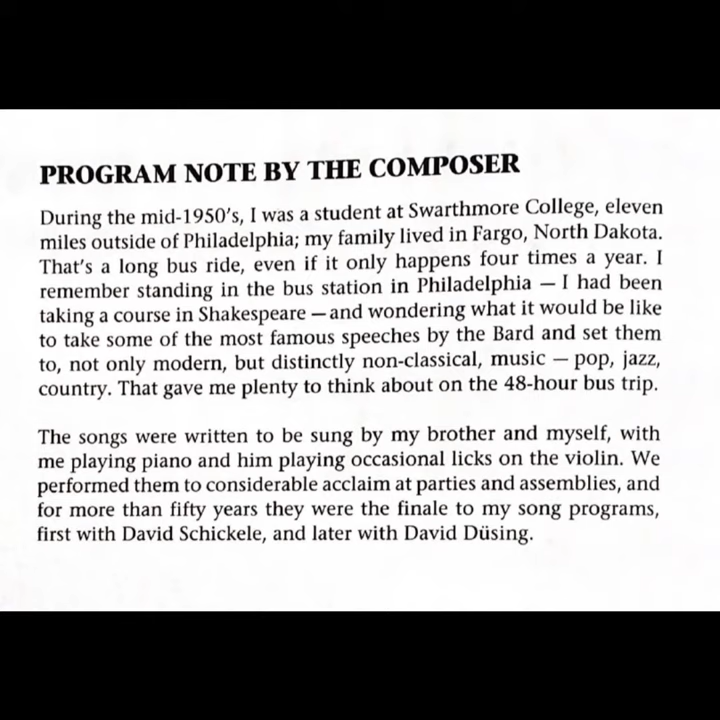 PROGRAM NOTE BY THE COMPOSER
During the mid-1950's, I was a student at Swarthmore College, eleven
miles outside of Philadelphia; my family lived in Fargo, North Dakota.
That's a long bus ride, even if it only happens four times a year. I
remember standing in the bus station in Philadelphia — I had been
taking a course in Shakespeare — and wondering what it would be like
to take some of the most famous speeches by the Bard and set them
to, not only modern, but distinctly non-classical, music — pop, jazz,
country. That gave me plenty to think about on the 48-hour bus trip.
The songs were written to be sung by my brother and myself, with
me playing piano and him playing occasional licks on the violin. We
performed them to considerable acclaim at parties and assemblies, and
for more than fifty years they were the finale to my song programs,
first with David Schickele, and later with David Düsing.